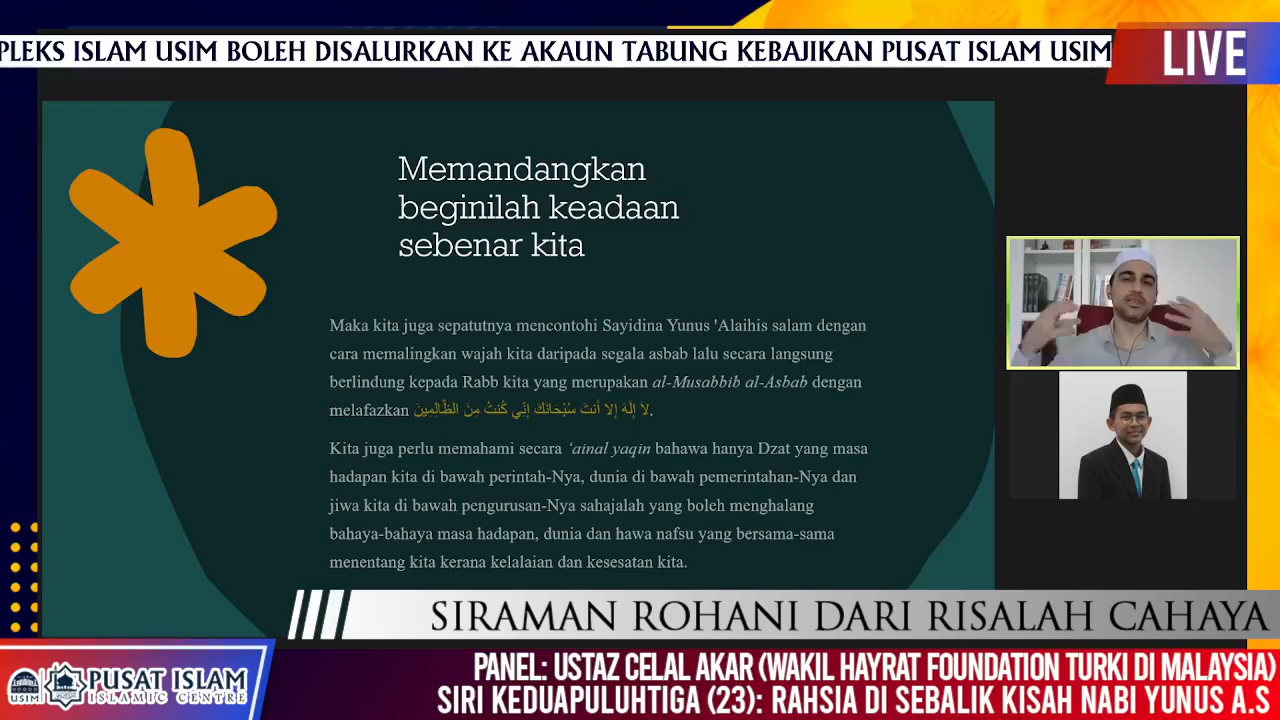 PLEKS ISLAM USIM BOLEH DISALURKAN KE AKAUN TABUNG KEBAJIKAN PUSAT ISLAM USIM
LIVE
Memandangkan
beginilah keadaan
sebenar kita
Maka kita juga sepatutnya mencontohi Sayidina Yunus 'Alaihis salam dengan
cara memalingkan wajah kita daripada segala asbab lalu secara langsung
berlindung kepada Rabb kita yang merupakan al-Musabbib al-Asbab dengan
melafazkan لَا إِلٰهَ إِلَّا أَنتَ سُبْحَانَكَ إِنِّي كُنتُ مِنَ الظَّالِمِينَ.
Kita juga perlu memahami secara ‘ainal yaqin bahawa hanya Dzat yang masa
hadapan kita di bawah perintah-Nya, dunia di bawah pemerintahan-Nya dan
jiwa kita di bawah pengurusan-Nya sahajalah yang boleh menghalang
bahaya-bahaya masa hadapan, dunia dan hawa nafsu yang bersama-sama
menentang kita kerana kelalaian dan kesesatan kita.
SIRAMAN ROHANI DARI RISALAH CAHAYA
USIM
PUSAT ISLAM
ISLAMIC CENTRE
PANEL: USTAZ CELAL AKAR (WAKIL HAYRAT FOUNDATION TURKI DI MALAYSIA)
SIRI KEDUAPULUHTIGA (23): RAHSIA DI SEBALIK KISAH NABI YUNUS A.S